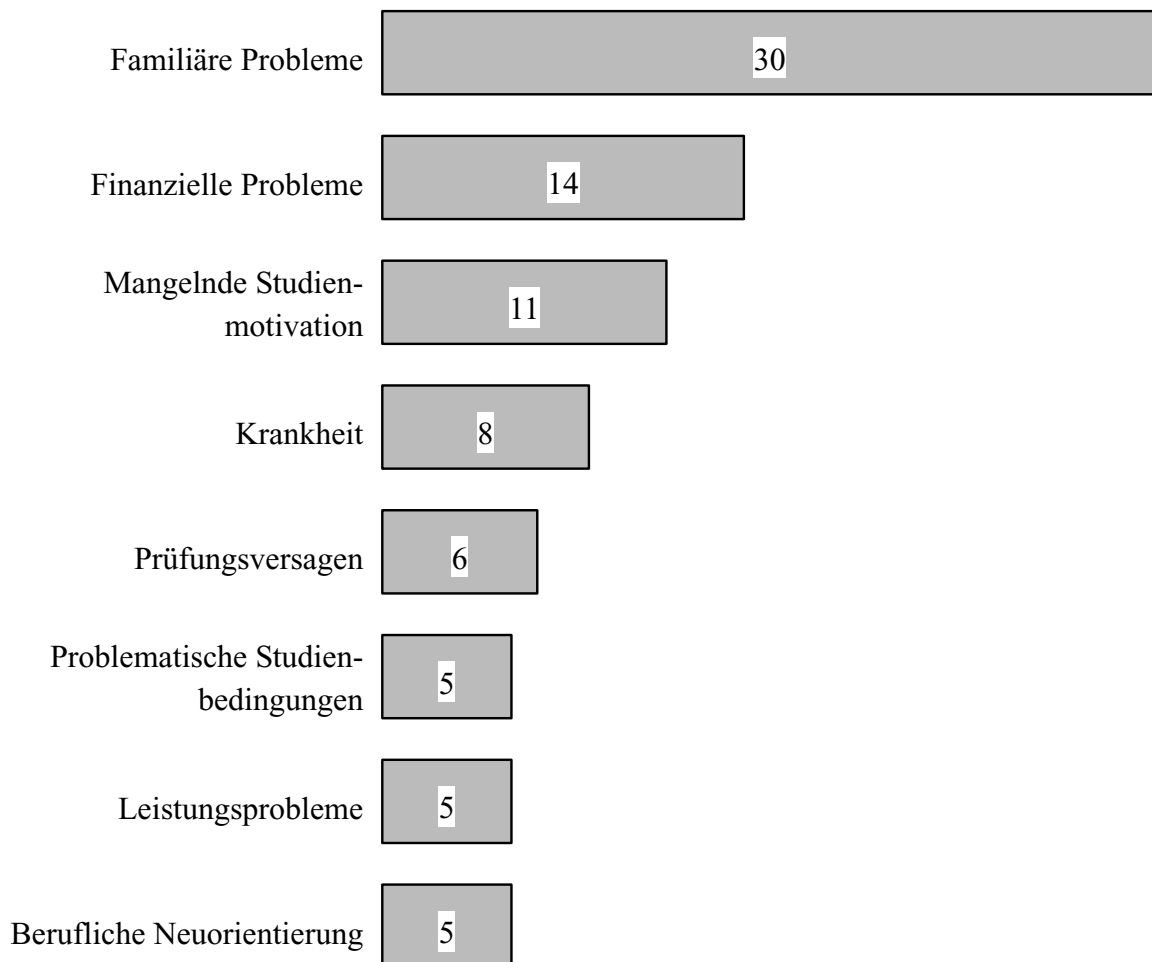 Familiäre Probleme
30
Finanzielle Probleme
14
Mangelnde Studien-
motivation
11
Krankheit
8
Prüfungsversagen
6
Problematische Studien-
bedingungen
5
Leistungsprobleme
5
Berufliche Neuorientierung
5